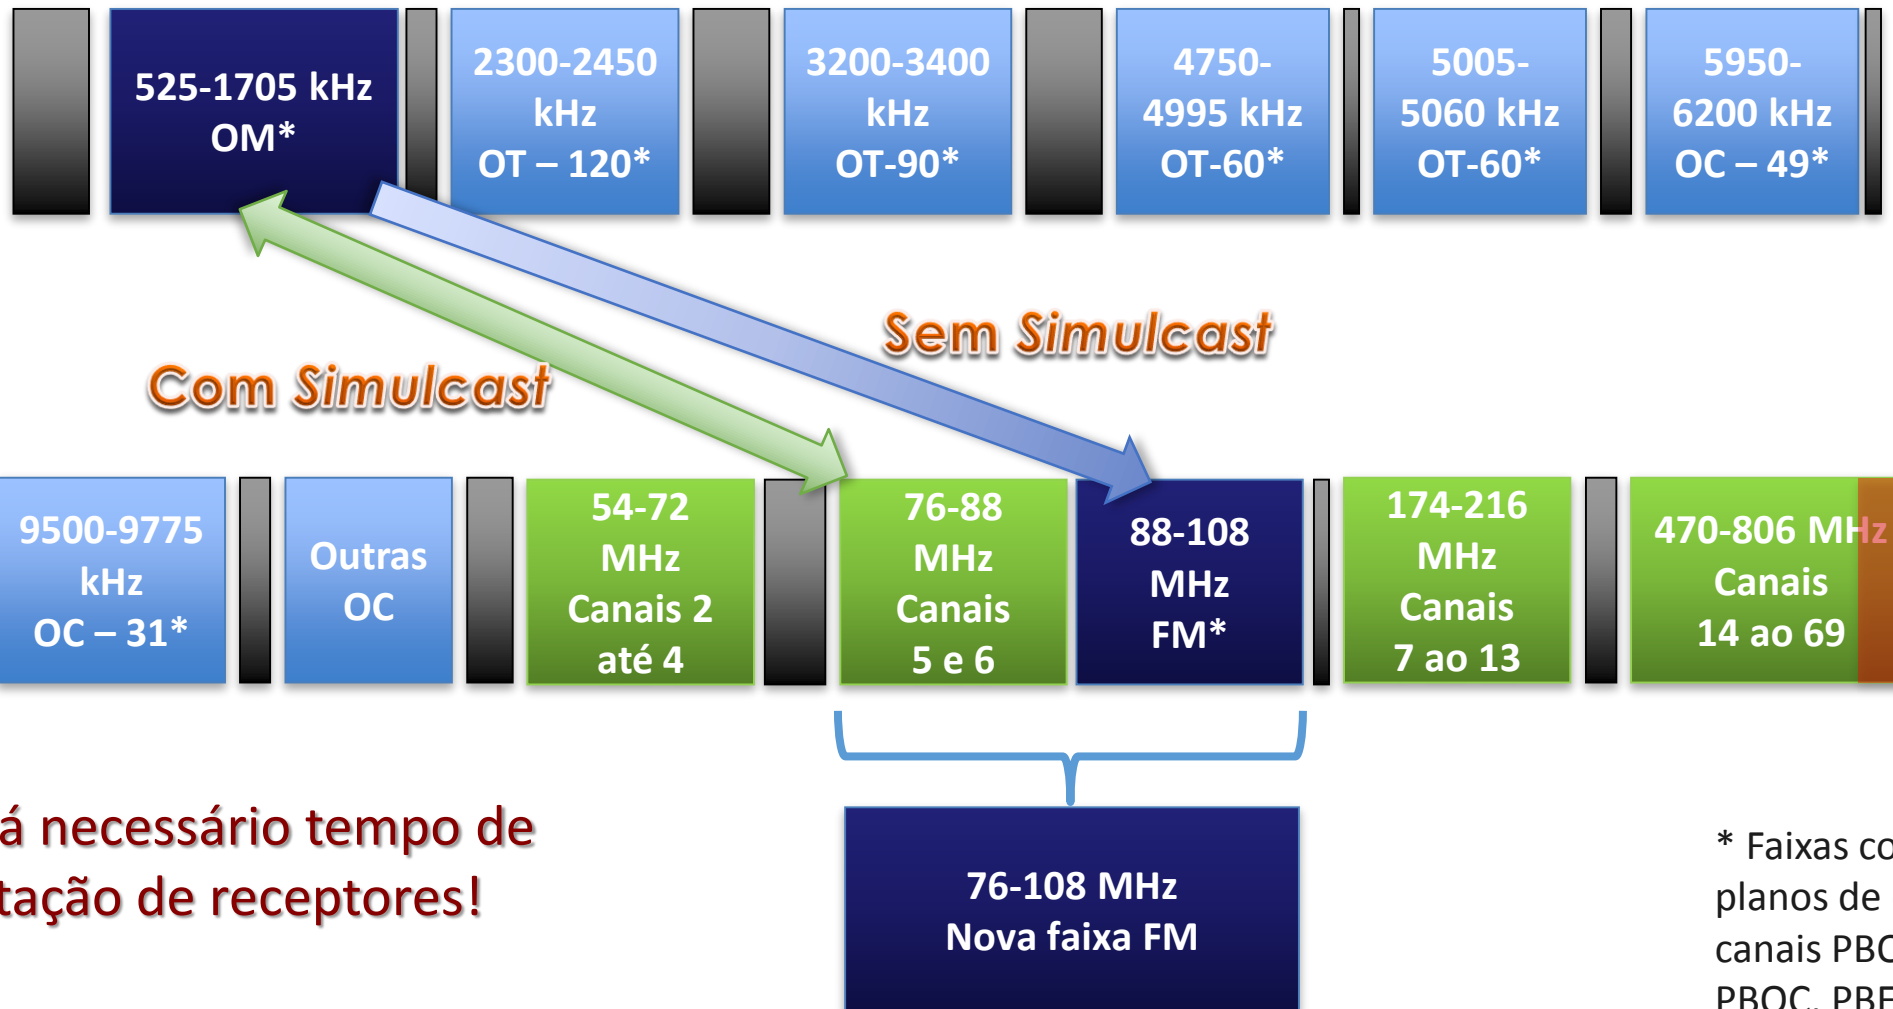 525-1705 kHz
OM*
2300-2450
kHz
OT – 120*
3200-3400
kHz
OT-90*
4750-
4995 kHz
OT-60*
5005-
5060 kHz
OT-60*
5950-
6200 kHz
OC – 49*
Sem Simulcast
Com Simulcast
9500-9775
kHz
OC – 31*
Outras
OC
54-72
MHz
Canais 2
até 4
76-88
MHz
Canais
5 e 6
88-108
MHz
FM*
174-216
MHz
Canais
7 ao 13
470-806 MHz
Canais
14 ao 69
á necessário tempo de
tação de receptores!
76-108 MHz
Nova faixa FM
* Faixas co
planos de
canais PBO
PBOC, PBF